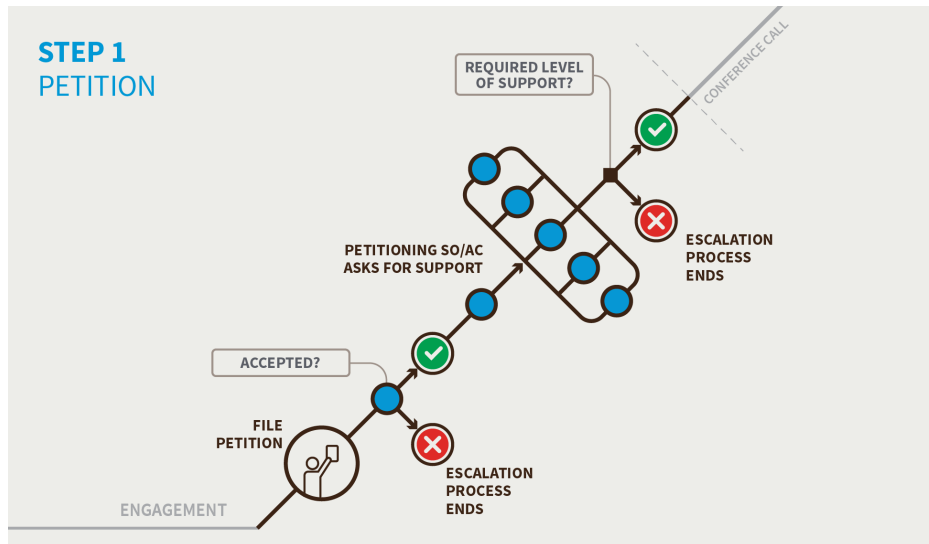 STEP 1
PETITION
REQUIRED LEVEL
OF SUPPORT?
CONFERENCE CALL
ESCALATION
PROCESS
ENDS
PETITIONING SO/AC
ASKS FOR SUPPORT
ACCEPTED?
FILE
PETITION
ESCALATION
PROCESS
ENDS
ENGAGEMENT